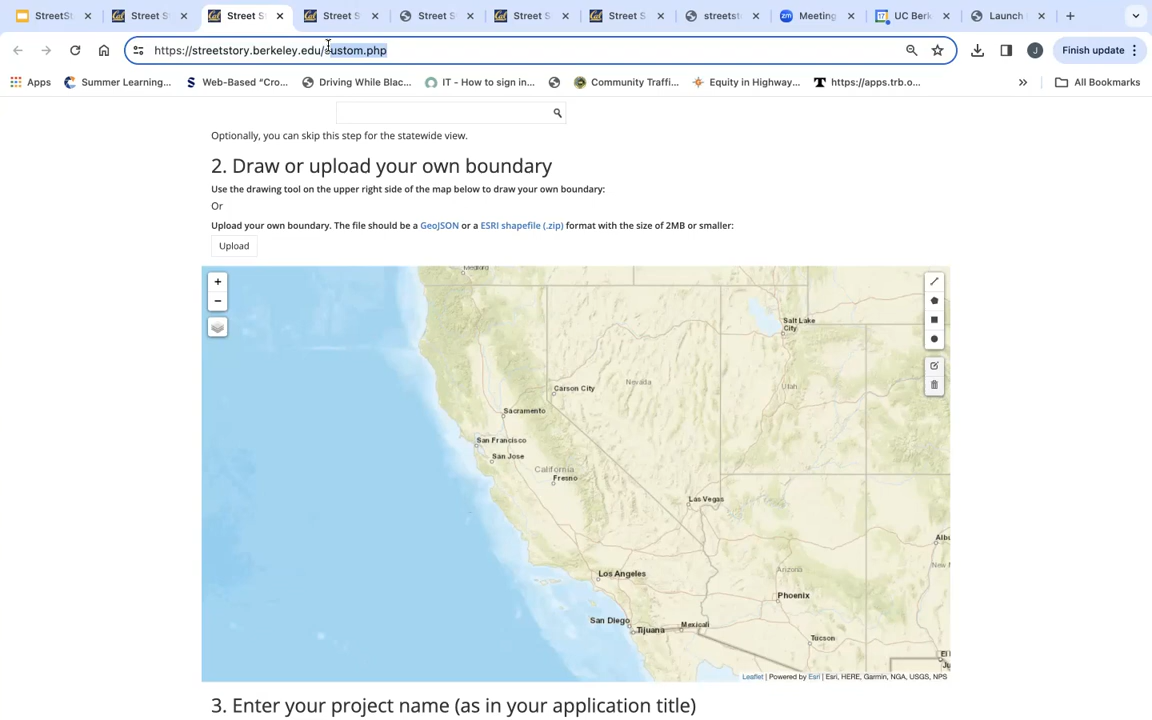 StreetSt
Street S
Street S
Street S
Street S
Street S
Street S
streetst
Meeting
UC Berk
Launch
https://streetstory.berkeley.edu/custom.php
Finish update
Apps
Summer Learning...
Web-Based “Cro...
Driving While Blac...
IT - How to sign in...
Community Traffi...
Equity in Highway...
https://apps.trb.o...
All Bookmarks
Optionally, you can skip this step for the statewide view.
2. Draw or upload your own boundary
Use the drawing tool on the upper right side of the map below to draw your own boundary:
Or
Upload your own boundary. The file should be a GeoJSON or a ESRI shapefile (.zip) format with the size of 2MB or smaller:
Upload
Medford
Salt Lake
City
Nevada
Utah
Carson City
Sacramento
San Francisco
San Jose
California
Fresno
Las Vegas
Los Angeles
Arizona
Phoenix
San Diego
Tijuana
Mexicali
Tucson
Albu
New M
El
Ju
Leaflet | Powered by Esri | Esri, HERE, Garmin, NGA, USGS, NPS
3. Enter your project name (as in your application title)